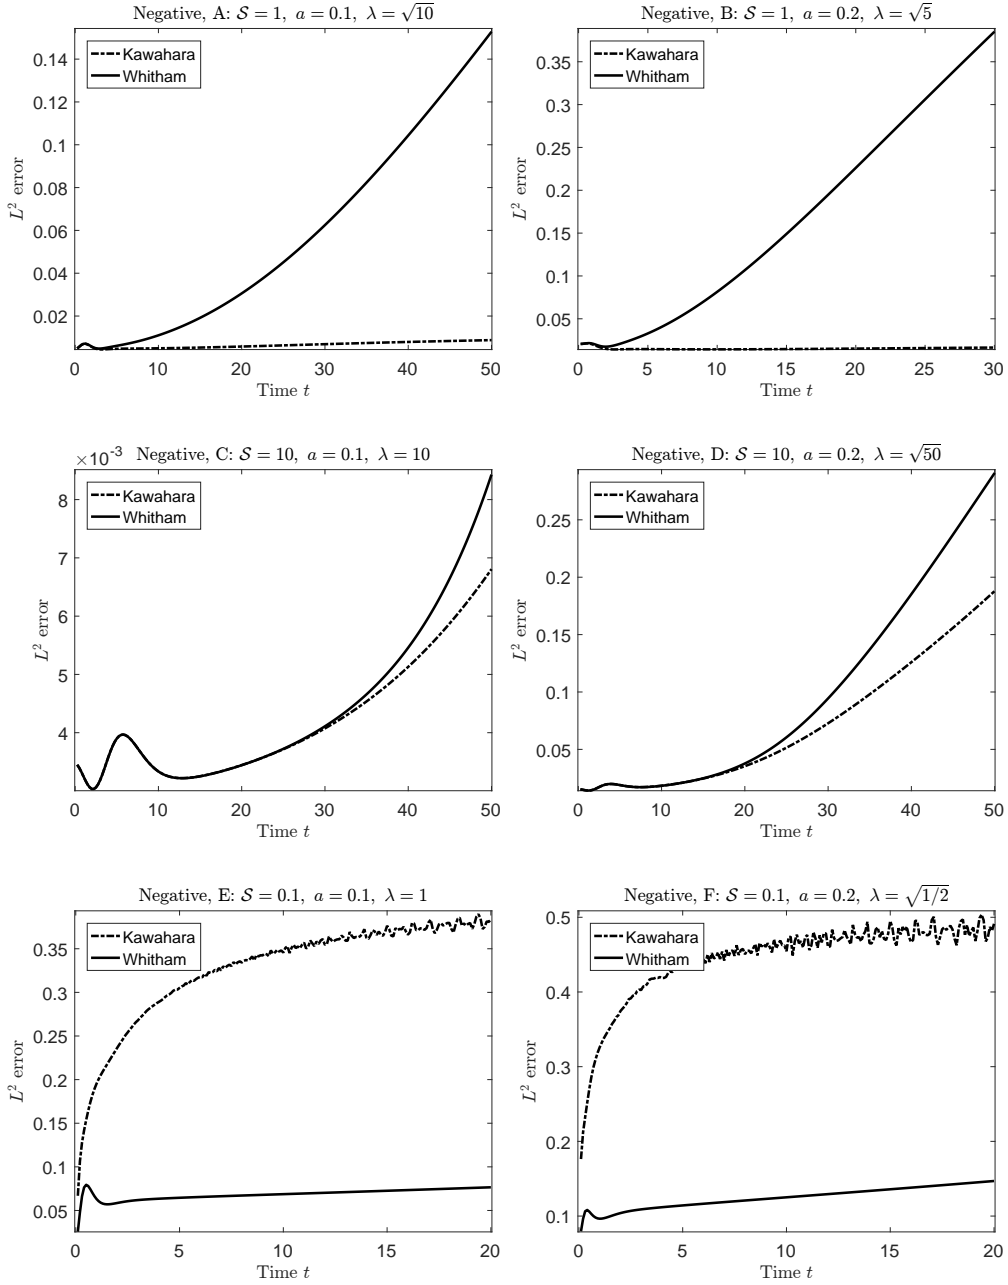 Negative, A: 𝒮 = 1, a = 0.1, λ = √10
Kawahara
Whitham
0.14
0.12
0.1
0.08
0.06
0.04
0.02
L² error
0 10 20 30 40 50
Time t
Negative, B: 𝒮 = 1, a = 0.2, λ = √5
Kawahara
Whitham
0.35
0.3
0.25
0.2
0.15
0.1
0.05
L² error
0 5 10 15 20 25 30
Time t
×10⁻³
Negative, C: 𝒮 = 10, a = 0.1, λ = 10
Kawahara
Whitham
8
7
6
5
4
L² error
0 10 20 30 40 50
Time t
Negative, D: 𝒮 = 10, a = 0.2, λ = √50
Kawahara
Whitham
0.25
0.2
0.15
0.1
0.05
L² error
0 10 20 30 40 50
Time t
Negative, E: 𝒮 = 0.1, a = 0.1, λ = 1
Kawahara
Whitham
0.35
0.3
0.25
0.2
0.15
0.1
0.05
L² error
0 5 10 15 20
Time t
Negative, F: 𝒮 = 0.1, a = 0.2, λ = √1/2
Kawahara
Whitham
0.5
0.4
0.3
0.2
0.1
L² error
0 5 10 15 20
Time t